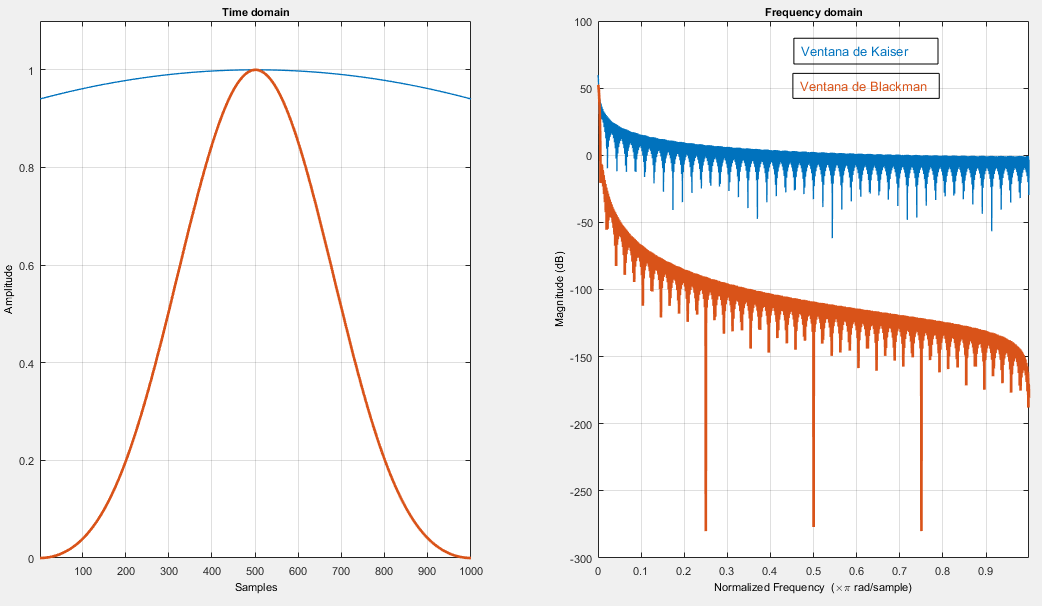 Time domain
Amplitude
1
0.8
0.6
0.4
0.2
0
100 200 300 400 500 600 700 800 900 1000
Samples
Frequency domain
Ventana de Kaiser
Ventana de Blackman
Magnitude (dB)
100
50
0
-50
-100
-150
-200
-250
-300
0 0.1 0.2 0.3 0.4 0.5 0.6 0.7 0.8 0.9
Normalized Frequency (×π rad/sample)